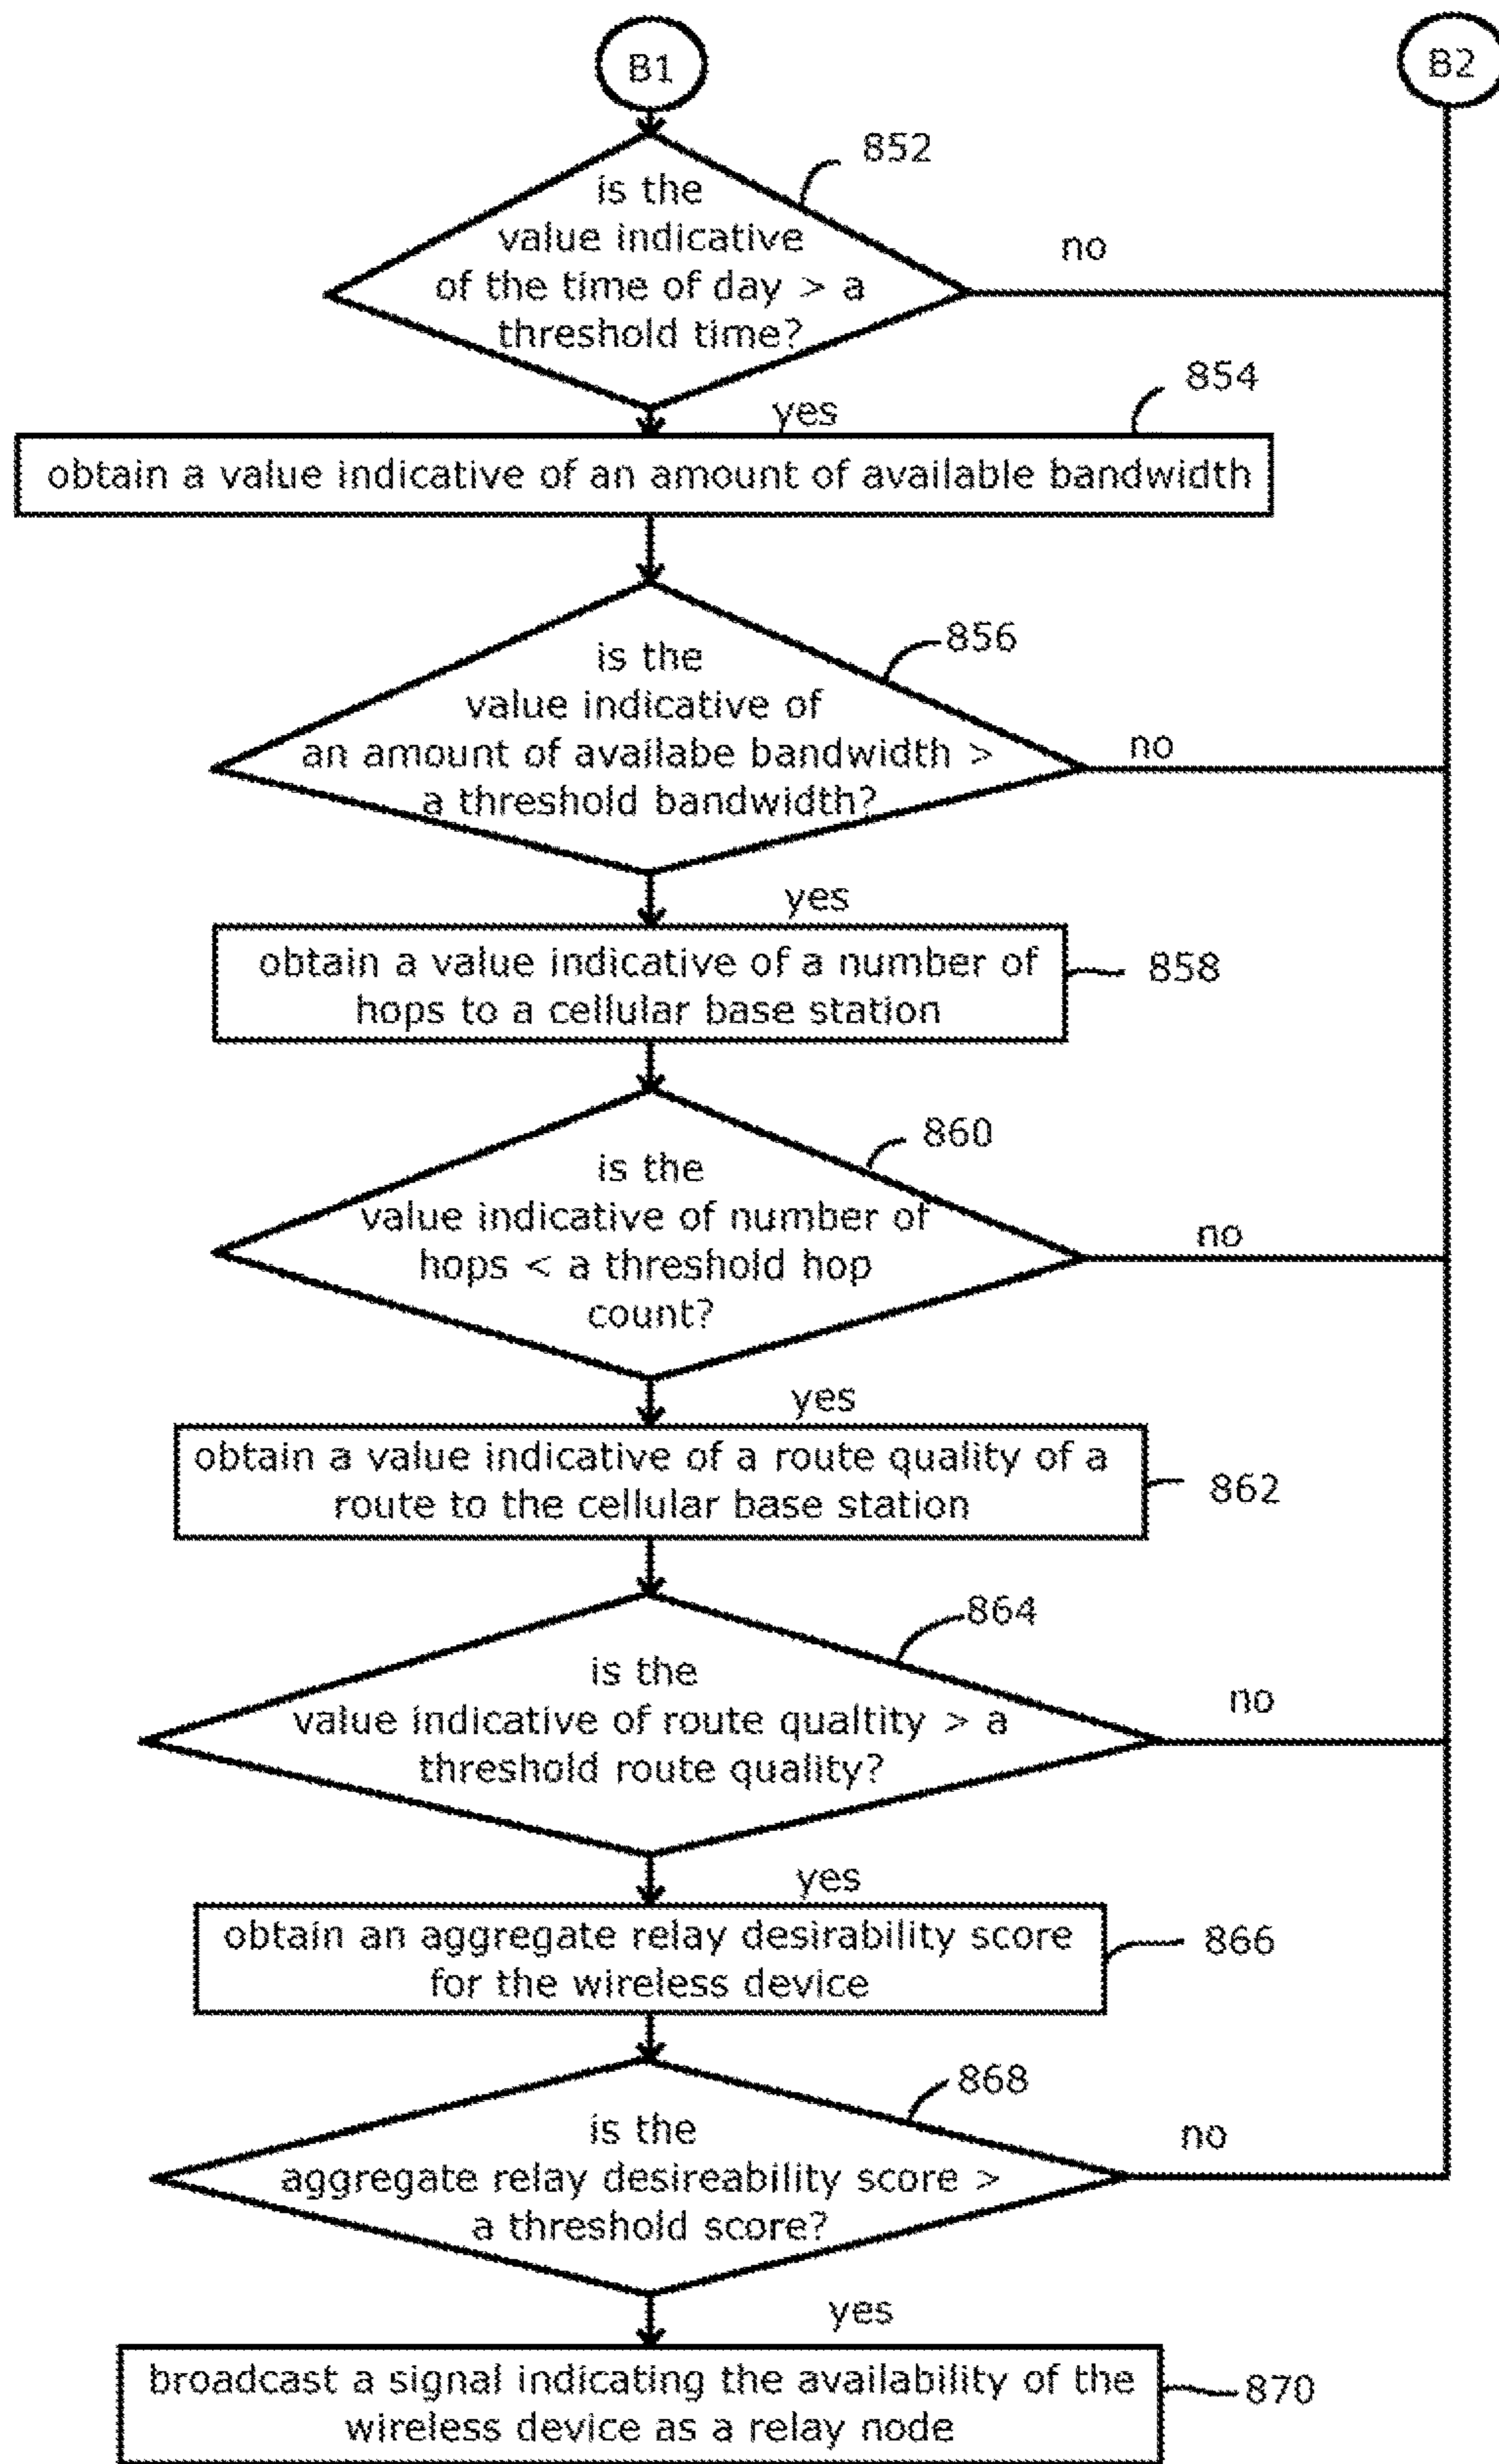 B1
B2
852
is the
value indicative
of the time of day > a
threshold time?
no
854
yes
obtain a value indicative of an amount of available bandwidth
856
is the
value indicative of
an amount of availabe bandwidth >
a threshold bandwidth?
no
yes
obtain a value indicative of a number of
hops to a cellular base station
858
860
is the
value indicative of number of
hops < a threshold hop
count?
no
yes
obtain a value indicative of a route quality of a
route to the cellular base station
862
864
is the
value indicative of route qualtity > a
threshold route quality?
no
yes
obtain an aggregate relay desirability score
for the wireless device
866
868
is the
aggregate relay desireability score >
a threshold score?
no
yes
broadcast a signal indicating the availability of the
wireless device as a relay node
870